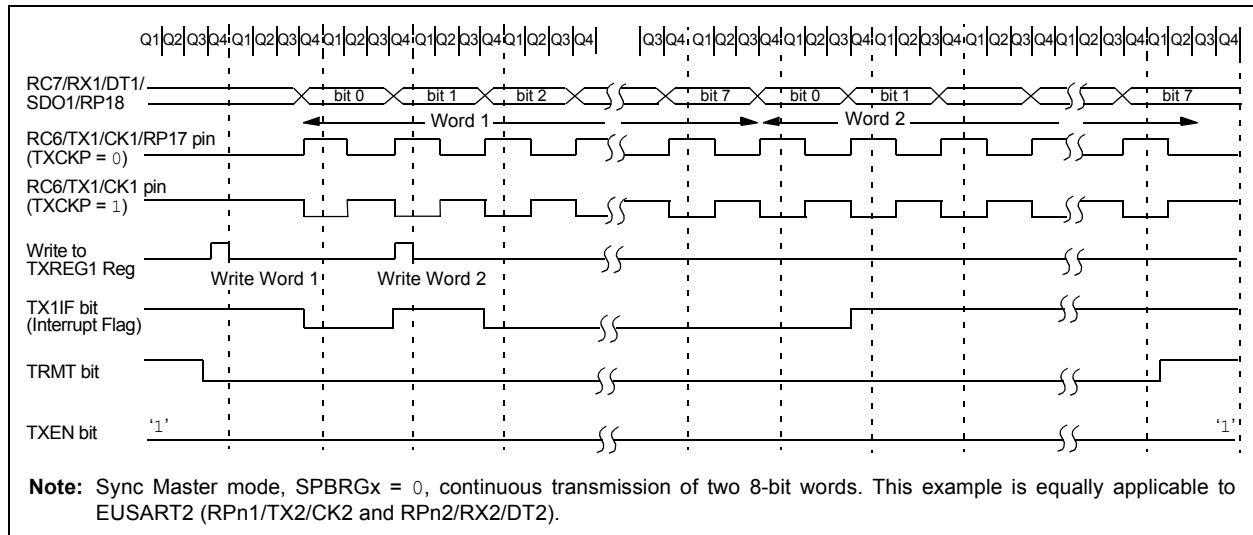 Q1 Q2 Q3 Q4 Q1 Q2 Q3 Q4 Q1 Q2 Q3 Q4 Q1 Q2 Q3 Q4 Q1 Q2 Q3 Q4 Q3 Q4 Q1 Q2 Q3 Q4 Q1 Q2 Q3 Q4 Q1 Q2 Q3 Q4 Q1 Q2 Q3 Q4 Q1 Q2 Q3 Q4 Q1 Q2 Q3 Q4
RC7/RX1/DT1/
SDO1/RP18
bit 0 bit 1 bit 2 bit 7 bit 0 bit 1 bit 7
Word 1 Word 2
RC6/TX1/CK1/RP17 pin
(TXCKP = 0)
RC6/TX1/CK1 pin
(TXCKP = 1)
Write to
TXREG1 Reg
Write Word 1 Write Word 2
TX1IF bit
(Interrupt Flag)
TRMT bit
TXEN bit ‘1’ ‘1’
Note: Sync Master mode, SPBRGx = 0, continuous transmission of two 8-bit words. This example is equally applicable to
EUSART2 (RPn1/TX2/CK2 and RPn2/RX2/DT2).